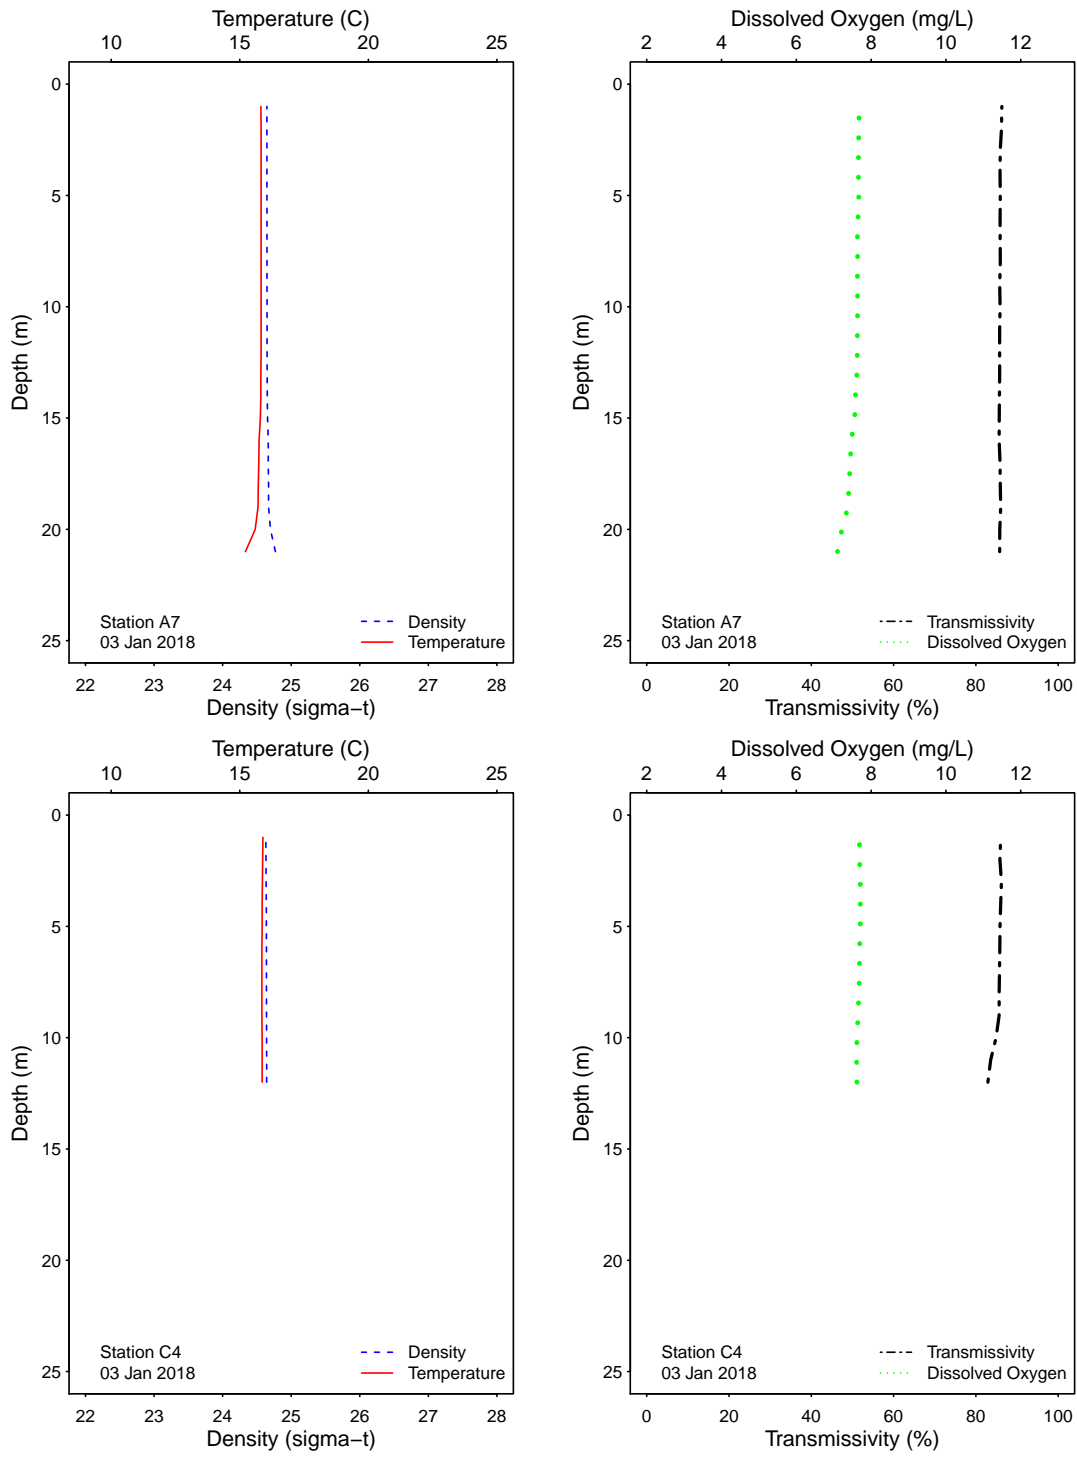 Temperature (C)
10 15 20 25
0
5
10
15
20
25
Depth (m)
Station A7
03 Jan 2018
Density
Temperature
22 23 24 25 26 27 28
Density (sigma−t)
Dissolved Oxygen (mg/L)
2 4 6 8 10 12
0
5
10
15
20
25
Depth (m)
Station A7
03 Jan 2018
Transmissivity
Dissolved Oxygen
0 20 40 60 80 100
Transmissivity (%)
Temperature (C)
10 15 20 25
0
5
10
15
20
25
Depth (m)
Station C4
03 Jan 2018
Density
Temperature
22 23 24 25 26 27 28
Density (sigma−t)
Dissolved Oxygen (mg/L)
2 4 6 8 10 12
0
5
10
15
20
25
Depth (m)
Station C4
03 Jan 2018
Transmissivity
Dissolved Oxygen
0 20 40 60 80 100
Transmissivity (%)